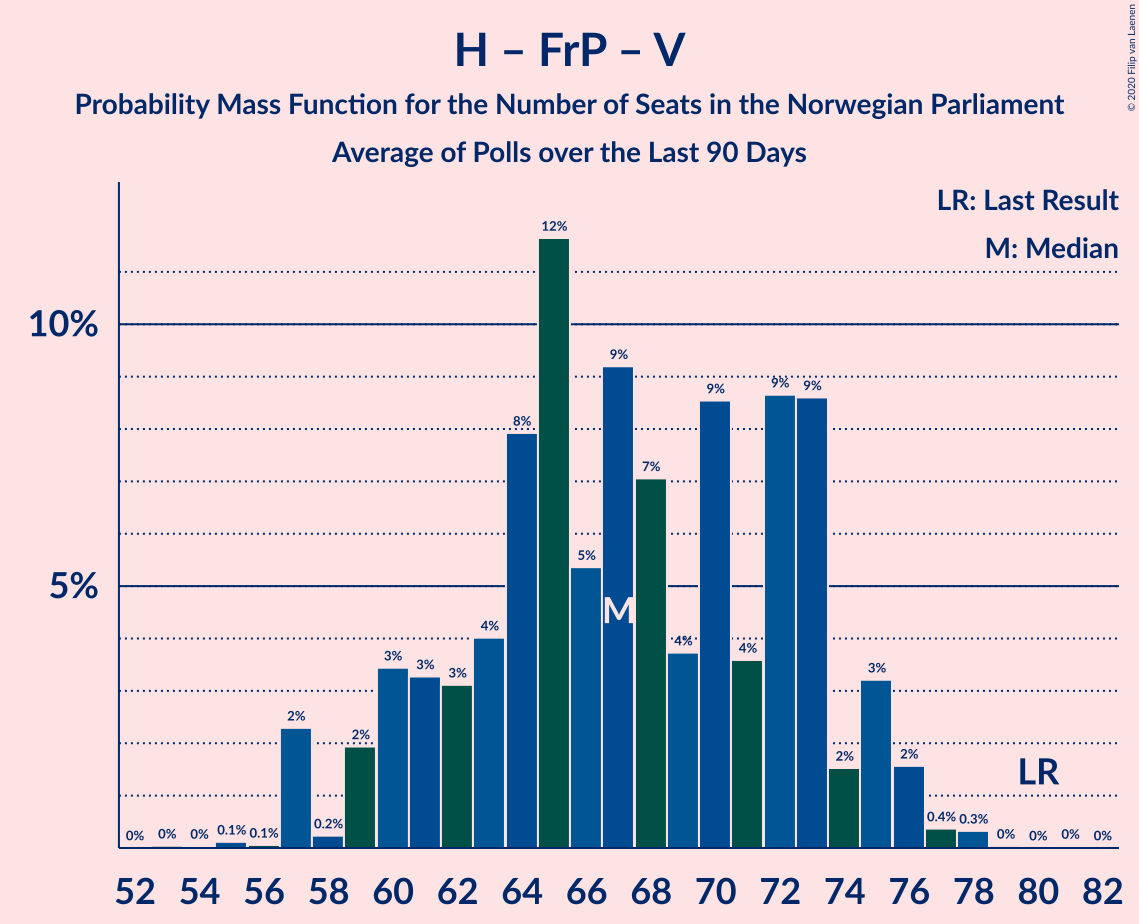 H – FrP – V
Probability Mass Function for the Number of Seats in the Norwegian Parliament
Average of Polls over the Last 90 Days
© 2020 Filip van Laenen
LR: Last Result
M: Median
10%
5%
0% 0% 0% 0.1% 0.1% 2% 0.2% 2% 3% 3% 3% 4% 8% 12% 5% 9% 7% 4% 9% 4% 9% 9% 2% 3% 2% 0.4% 0.3% 0% 0% 0% 0%
M
LR
52 54 56 58 60 62 64 66 68 70 72 74 76 78 80 82